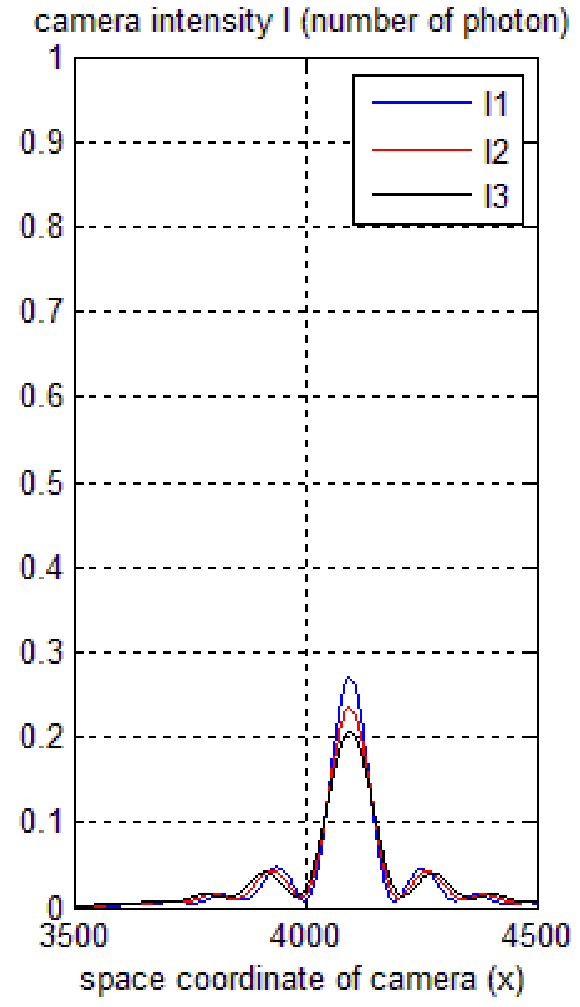 camera intensity I (number of photon)
1
I1
0.9
I2
I3
0.8
0.7
0.6
0.5
0.4
0.3
0.2
0.1
0
3500 4000 4500
space coordinate of camera (x)